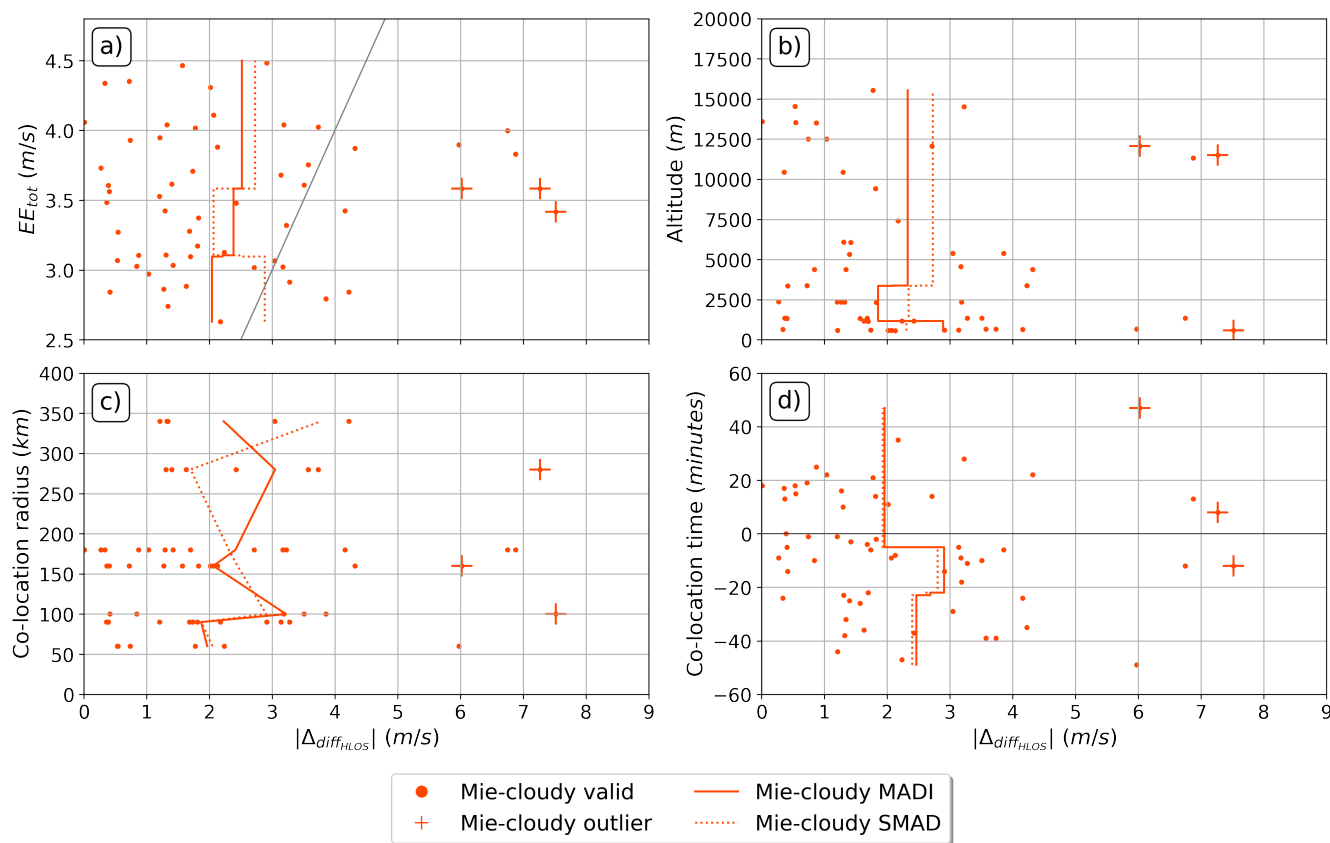 a)
4.5
4.0
3.5
3.0
2.5
EE_tot (m/s)
b)
20000
17500
15000
12500
10000
7500
5000
2500
0
Altitude (m)
c)
400
350
300
250
200
150
100
50
0
Co-location radius (km)
0 1 2 3 4 5 6 7 8 9
|Δ_diff_HLOS| (m/s)
d)
60
40
20
0
−20
−40
−60
Co-location time (minutes)
0 1 2 3 4 5 6 7 8 9
|Δ_diff_HLOS| (m/s)
Mie-cloudy valid
Mie-cloudy outlier
Mie-cloudy MADI
Mie-cloudy SMAD